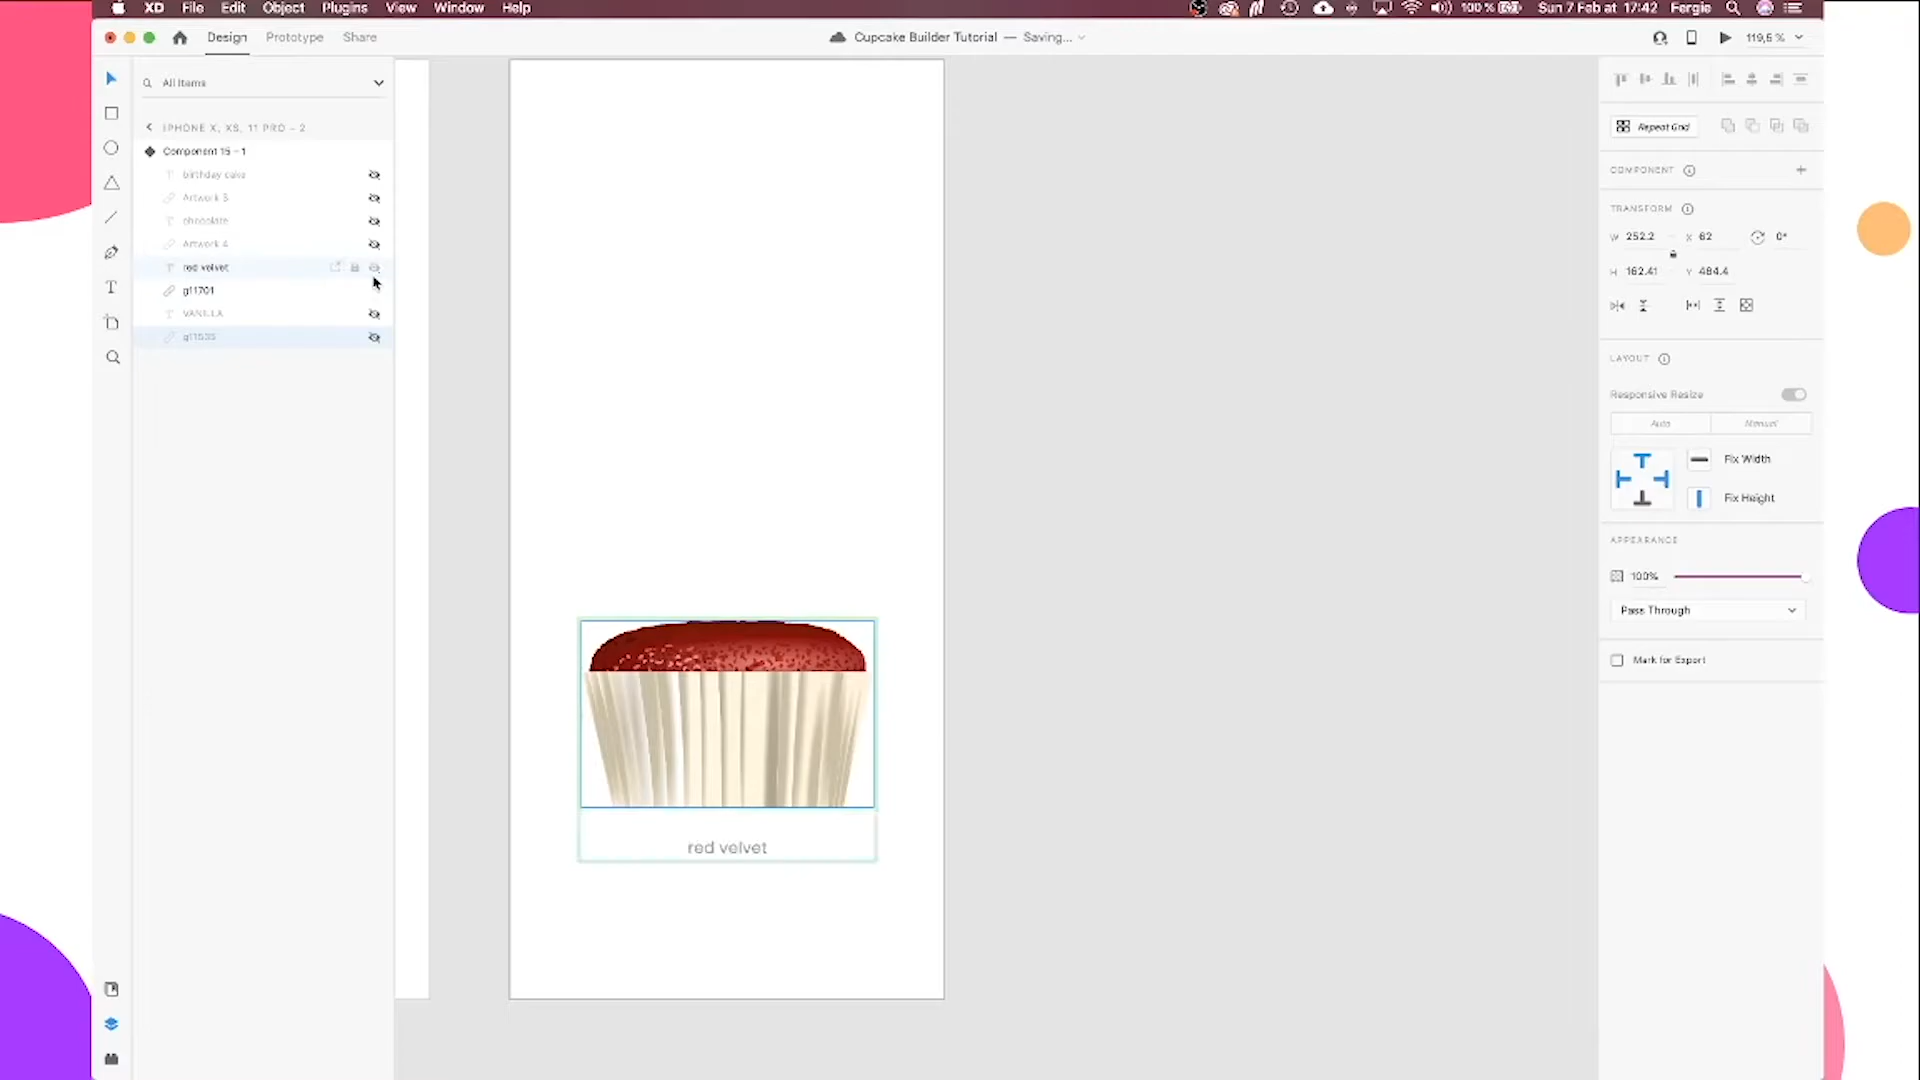 XD File Edit Object Plugins View Window Help 100% Sun 7 Feb at 17:42 Fergie
Design Prototype Share Cupcake Builder Tutorial — Saving... 119,5 %
All Items
IPHONE X, XS, 11 PRO – 2
Component 15 – 1
birthday cake
Artwork 5
chocolate
Artwork 4
red velvet
g11701
VANILLA
g11535
red velvet
Repeat Grid
COMPONENT
TRANSFORM
W 252.2 X 62 0°
H 162.41 Y 484.4
LAYOUT
Responsive Resize
Auto Manual
Fix Width
Fix Height
APPEARANCE
100%
Pass Through
Mark for Export